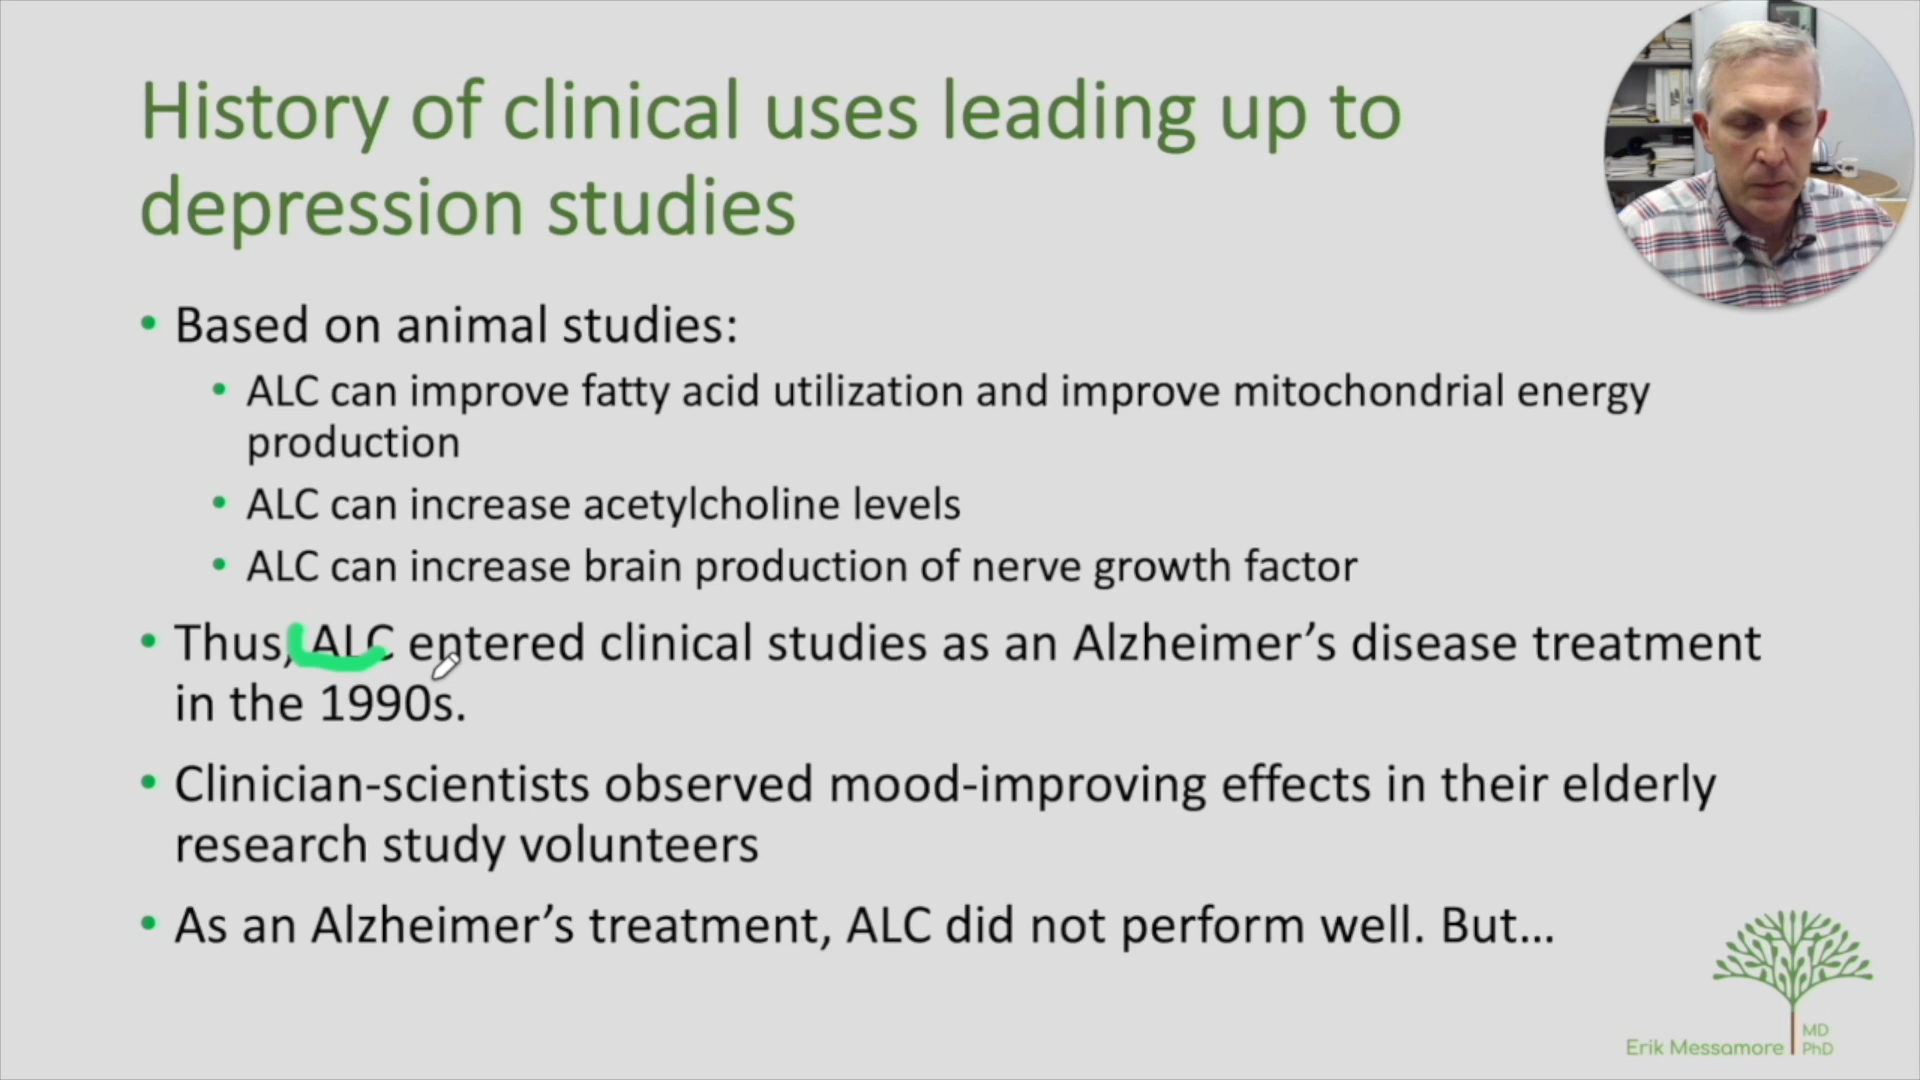 History of clinical uses leading up to
depression studies
• Based on animal studies:
• ALC can improve fatty acid utilization and improve mitochondrial energy
production
• ALC can increase acetylcholine levels
• ALC can increase brain production of nerve growth factor
• Thus, ALC entered clinical studies as an Alzheimer’s disease treatment
in the 1990s.
• Clinician-scientists observed mood-improving effects in their elderly
research study volunteers
• As an Alzheimer’s treatment, ALC did not perform well. But…
Erik Messamore
MD
PhD